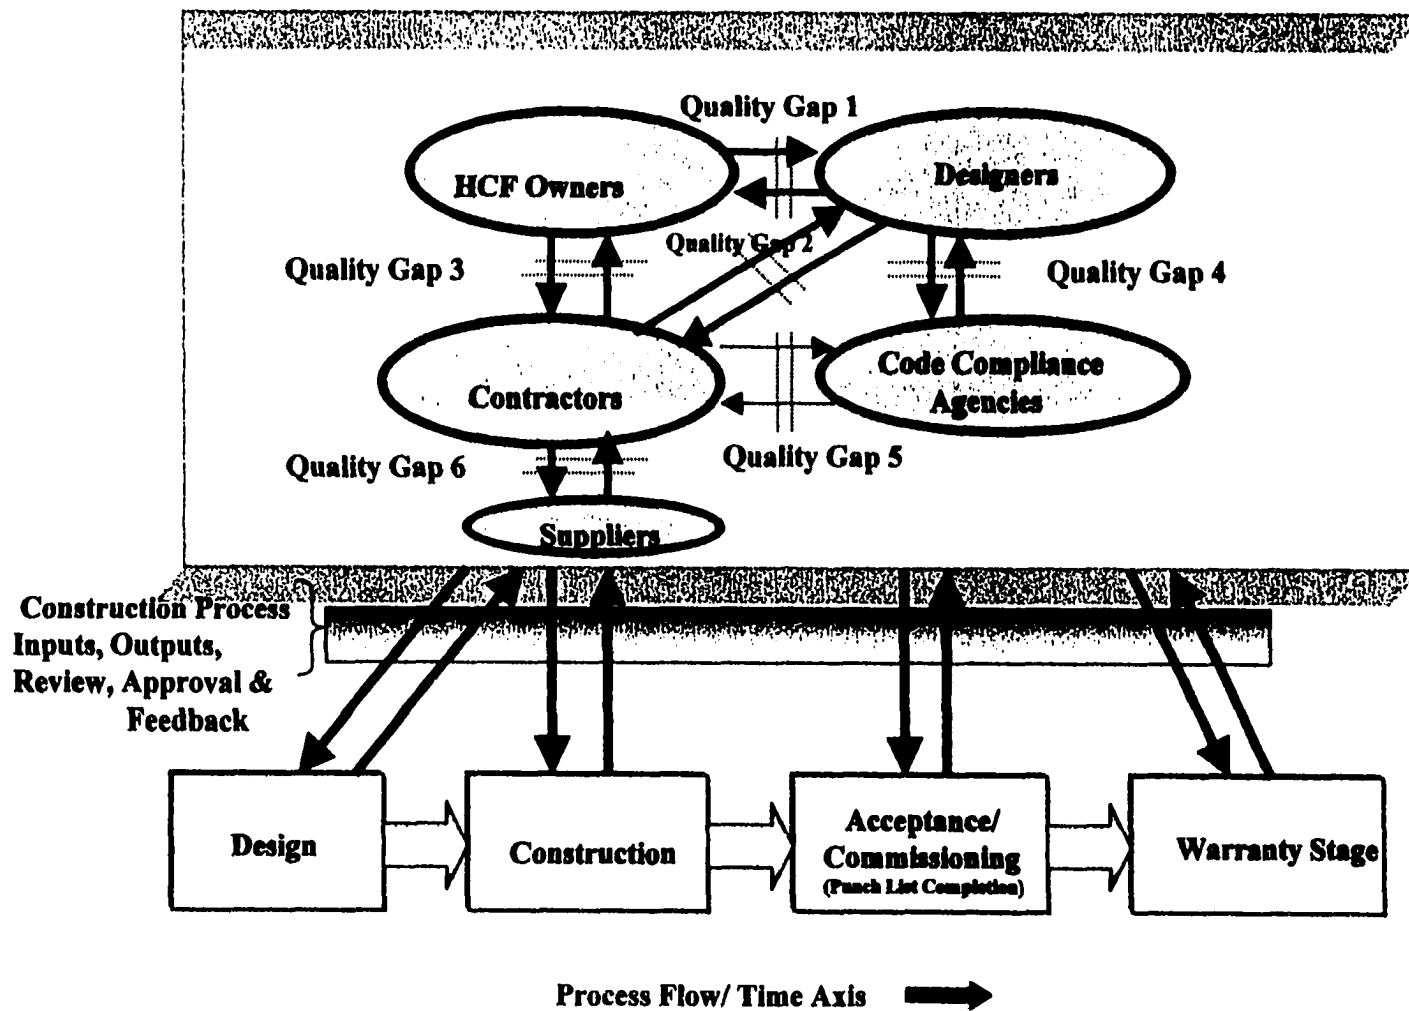 Quality Gap 1
HCF Owners
Designers
Quality Gap 2
Quality Gap 3
Quality Gap 4
Contractors
Code Compliance
Agencies
Quality Gap 6
Quality Gap 5
Suppliers
Construction Process
Inputs, Outputs,
Review, Approval &
Feedback
Design
Construction
Acceptance/
Commissioning
(Punch List Completion)
Warranty Stage
Process Flow/ Time Axis